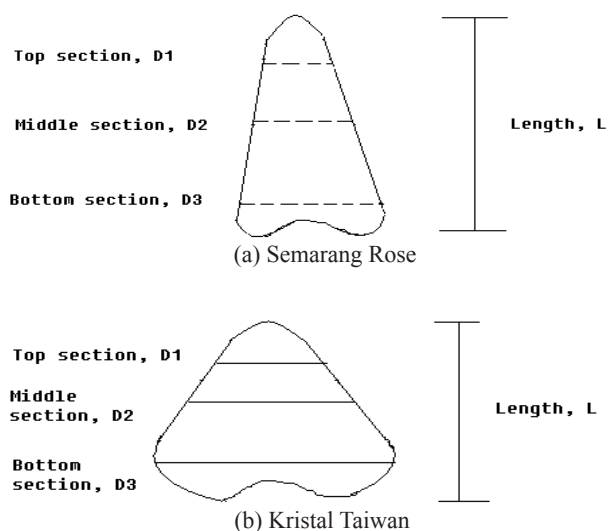 Top section, D1
Middle section, D2
Length, L
Bottom section, D3
(a) Semarang Rose
Top section, D1
Middle
section, D2
Length, L
Bottom
section, D3
(b) Kristal Taiwan